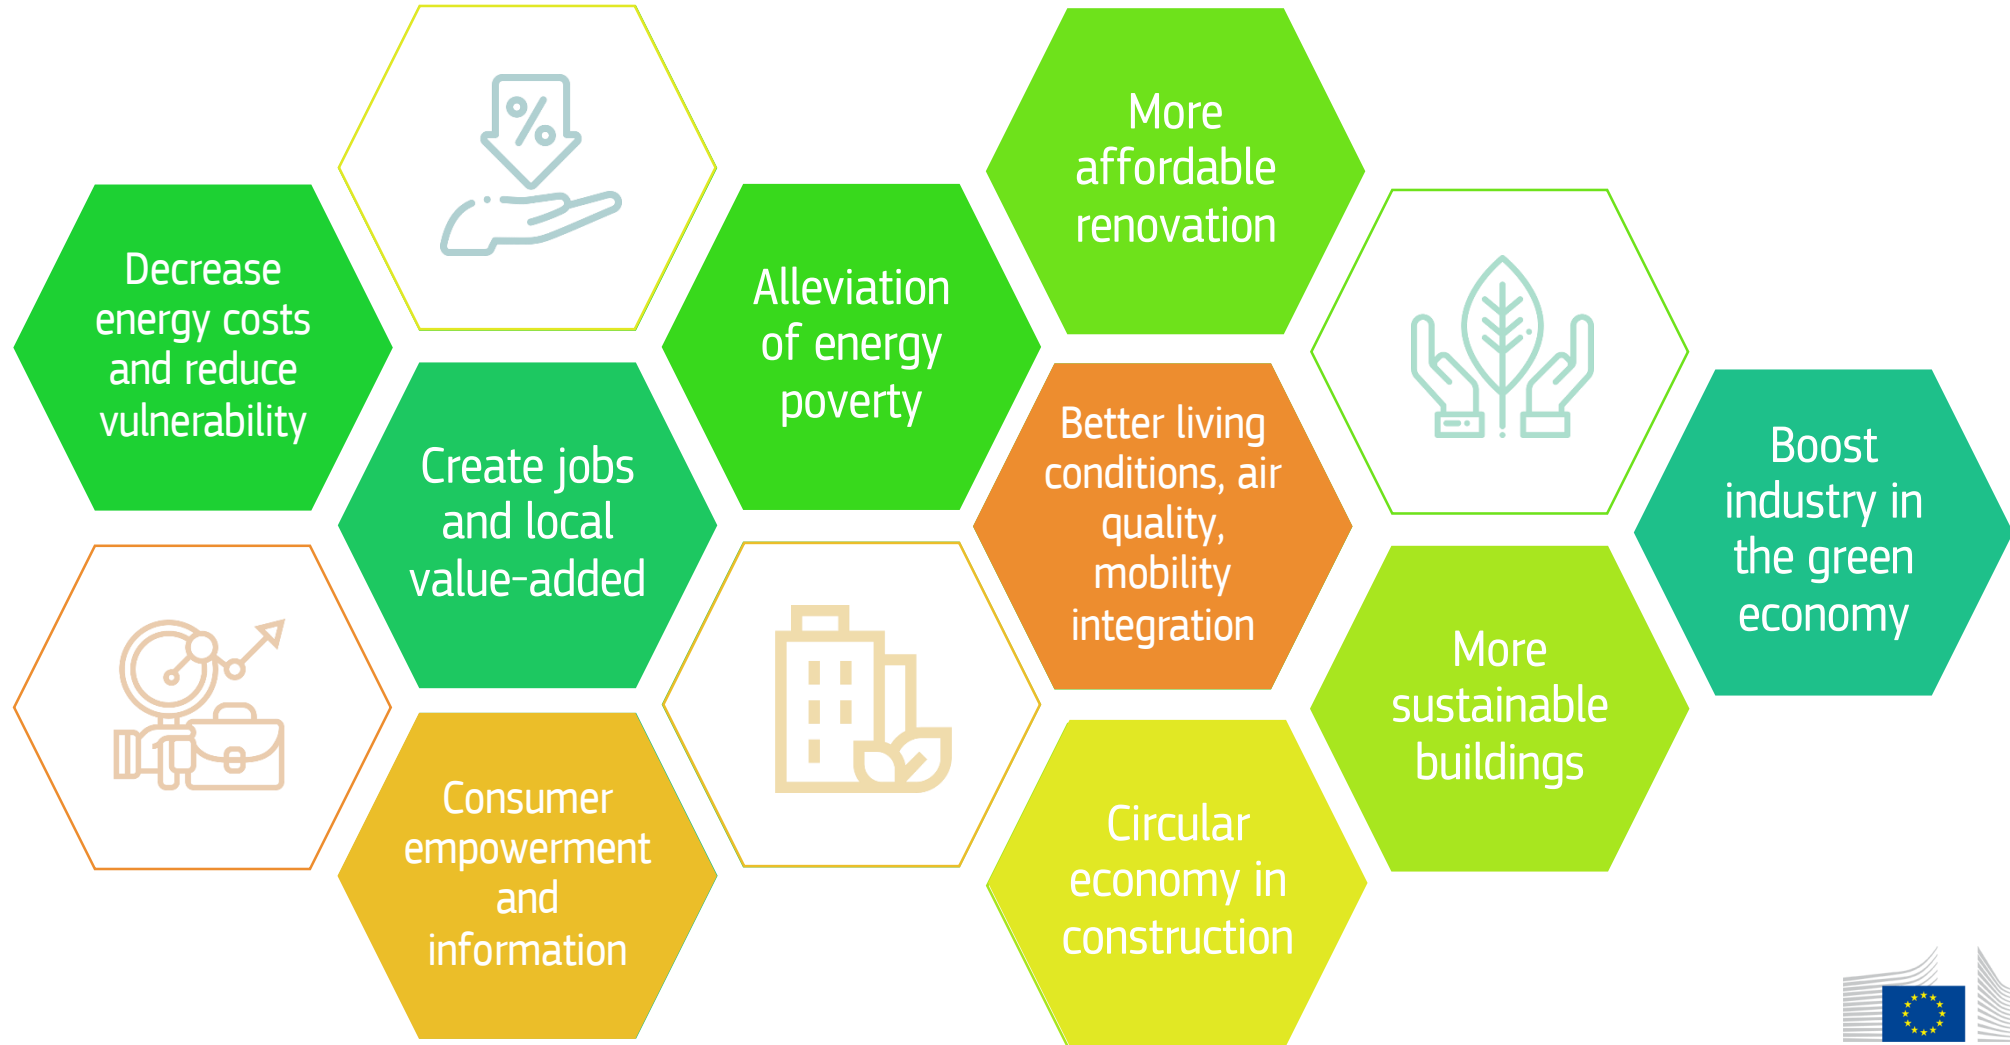 Decrease
energy costs
and reduce
vulnerability
%
Create jobs
and local
value-added
Consumer
empowerment
and
information
Alleviation
of energy
poverty
More
affordable
renovation
Better living
conditions, air
quality,
mobility
integration
Circular
economy in
construction
More
sustainable
buildings
Boost
industry in
the green
economy